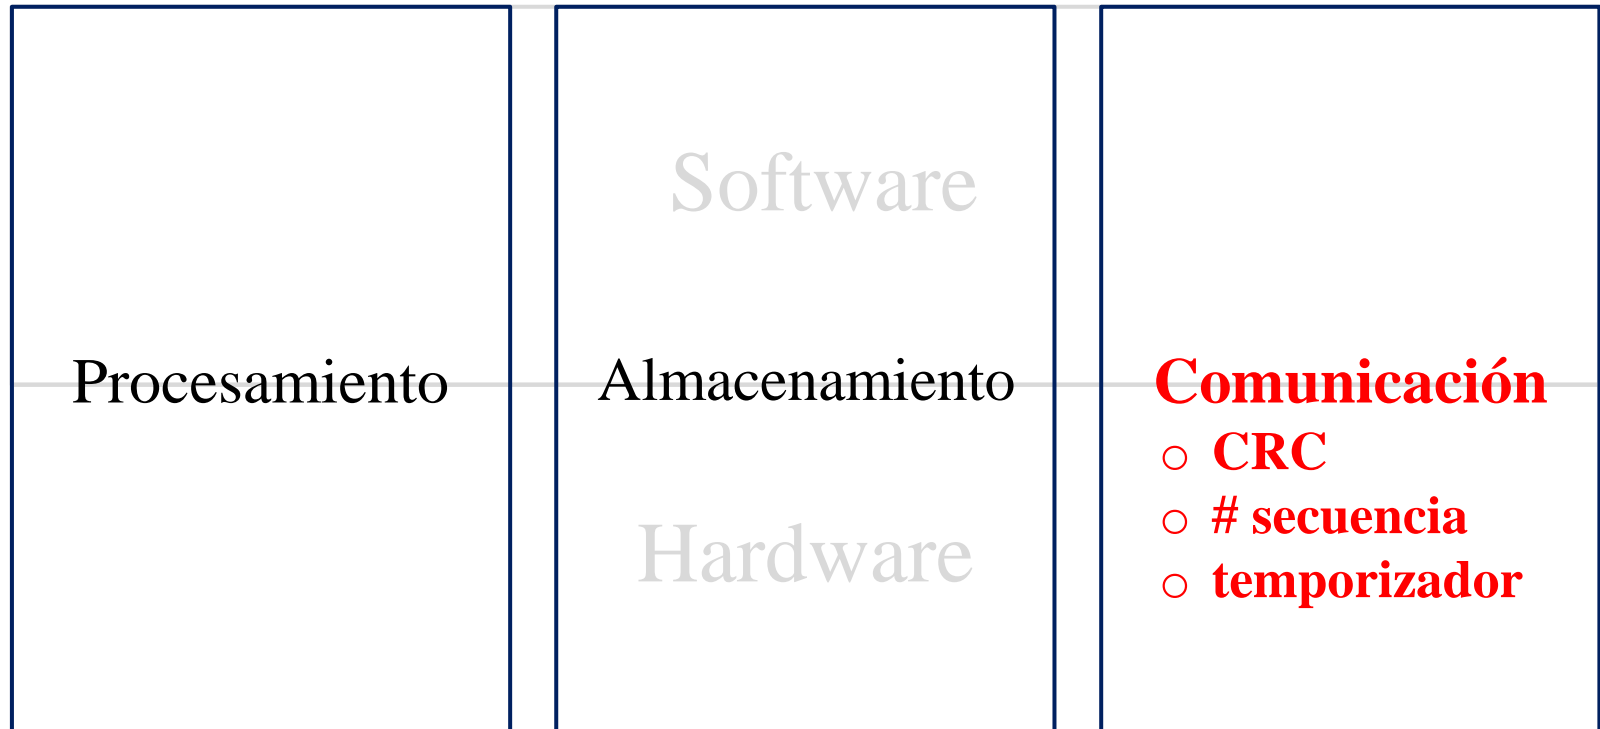 Software
Procesamiento
Almacenamiento
Comunicación
○ CRC
○ # secuencia
○ temporizador
Hardware